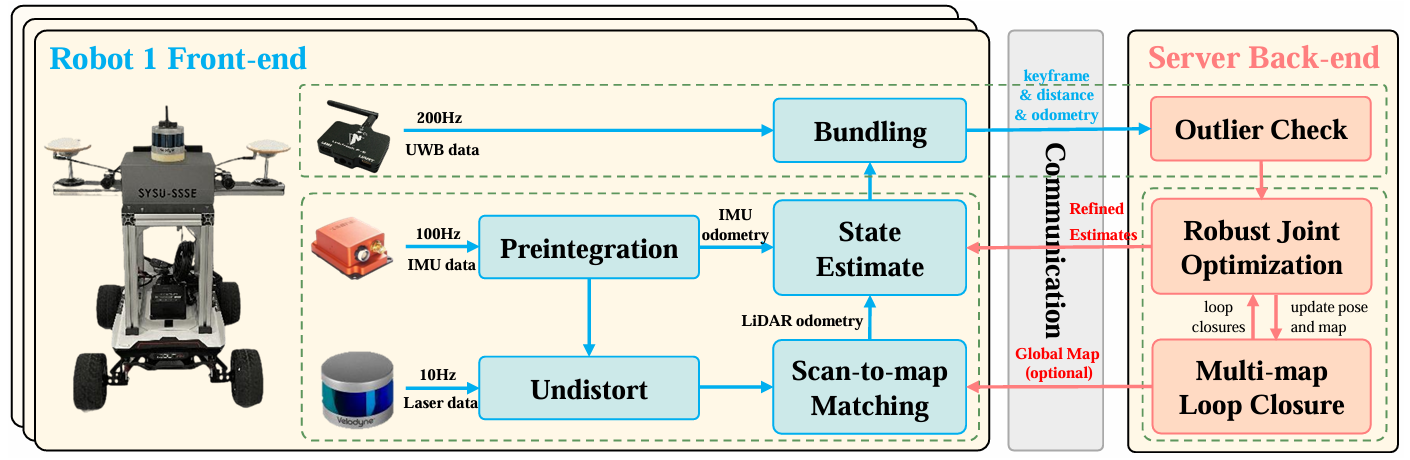 Robot 1 Front-end
Server Back-end
keyframe
& distance
& odometry
200Hz
UWB data
Bundling
Outlier Check
Communication
SYSU-SSSE
100Hz
IMU data
Preintegration
IMU
odometry
State
Estimate
Refined
Estimates
Robust Joint
Optimization
LiDAR odometry
loop
closures
update pose
and map
10Hz
Laser data
Velodyne
Undistort
Scan-to-map
Matching
Global Map
(optional)
Multi-map
Loop Closure